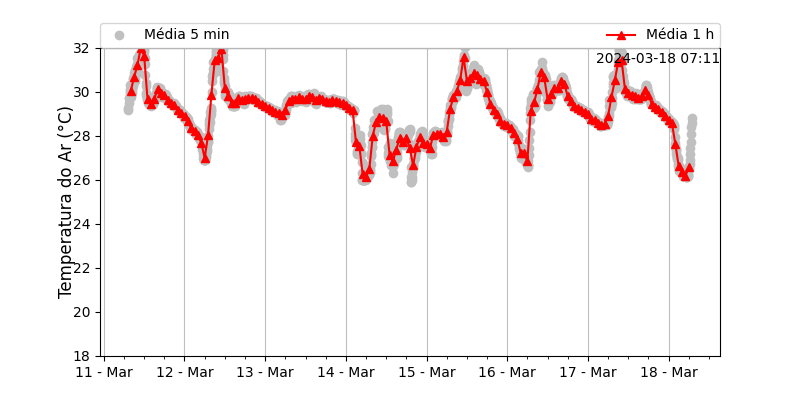 Média 5 min
Média 1 h
2024-03-18 07:11
Temperatura do Ar (°C)
32
30
28
26
24
22
20
18
11 - Mar
12 - Mar
13 - Mar
14 - Mar
15 - Mar
16 - Mar
17 - Mar
18 - Mar